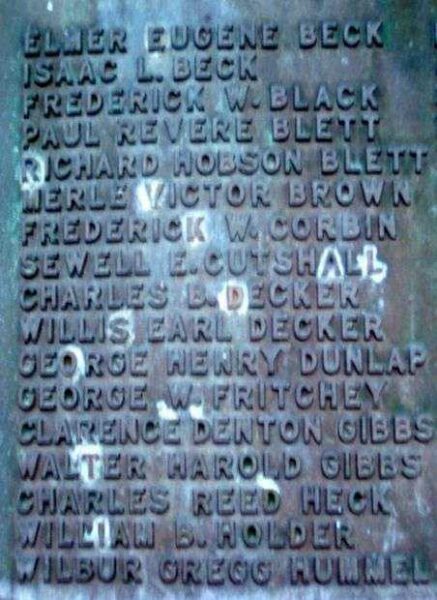 ELMER EUGENE BECK
ISAAC L. BECK
FREDERICK W. BLACK
PAUL REVERE BLETT
RICHARD HOBSON BLETT
MERLE VICTOR BROWN
FREDERICK W. CORBIN
SEWELL E. CUTSHALL
CHARLES B. DECKER
WILLIS EARL DECKER
GEORGE HENRY DUNLAP
GEORGE W. FRITCHEY
CLARENCE DENTON GIBBS
WALTER HAROLD GIBBS
CHARLES REED HECK
WILLIAM B. HOLDER
WILBUR GREGG HUMMEL